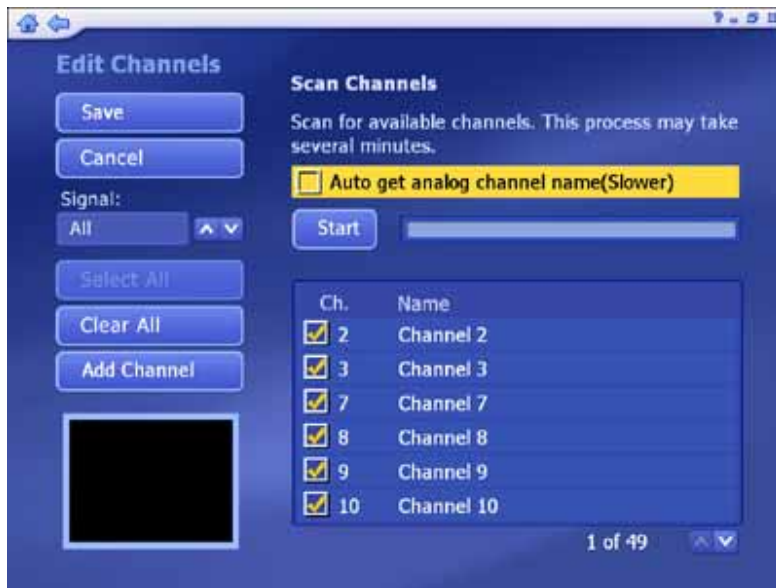 Edit Channels
Save
Cancel
Signal:
All
Select All
Clear All
Add Channel
Scan Channels
Scan for available channels. This process may take
several minutes.
Auto get analog channel name(Slower)
Start
Ch. Name
2 Channel 2
3 Channel 3
7 Channel 7
8 Channel 8
9 Channel 9
10 Channel 10
1 of 49